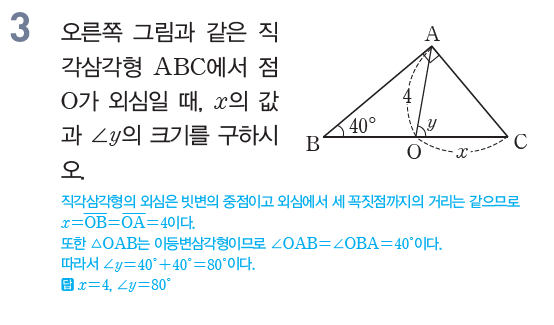 3
오른쪽 그림과 같은 직
각삼각형 ABC에서 점
O가 외심일 때, x의 값
과 ∠y의 크기를 구하시
오.
A
4
B
40°
y
O
x
C
직각삼각형의 외심은 빗변의 중점이고 외심에서 세 꼭짓점까지의 거리는 같으므로
x=O̅B̅=O̅A̅=4이다.
또한 △OAB는 이등변삼각형이므로 ∠OAB=∠OBA=40°이다.
따라서 ∠y=40°+40°=80°이다.
답 x=4, ∠y=80°